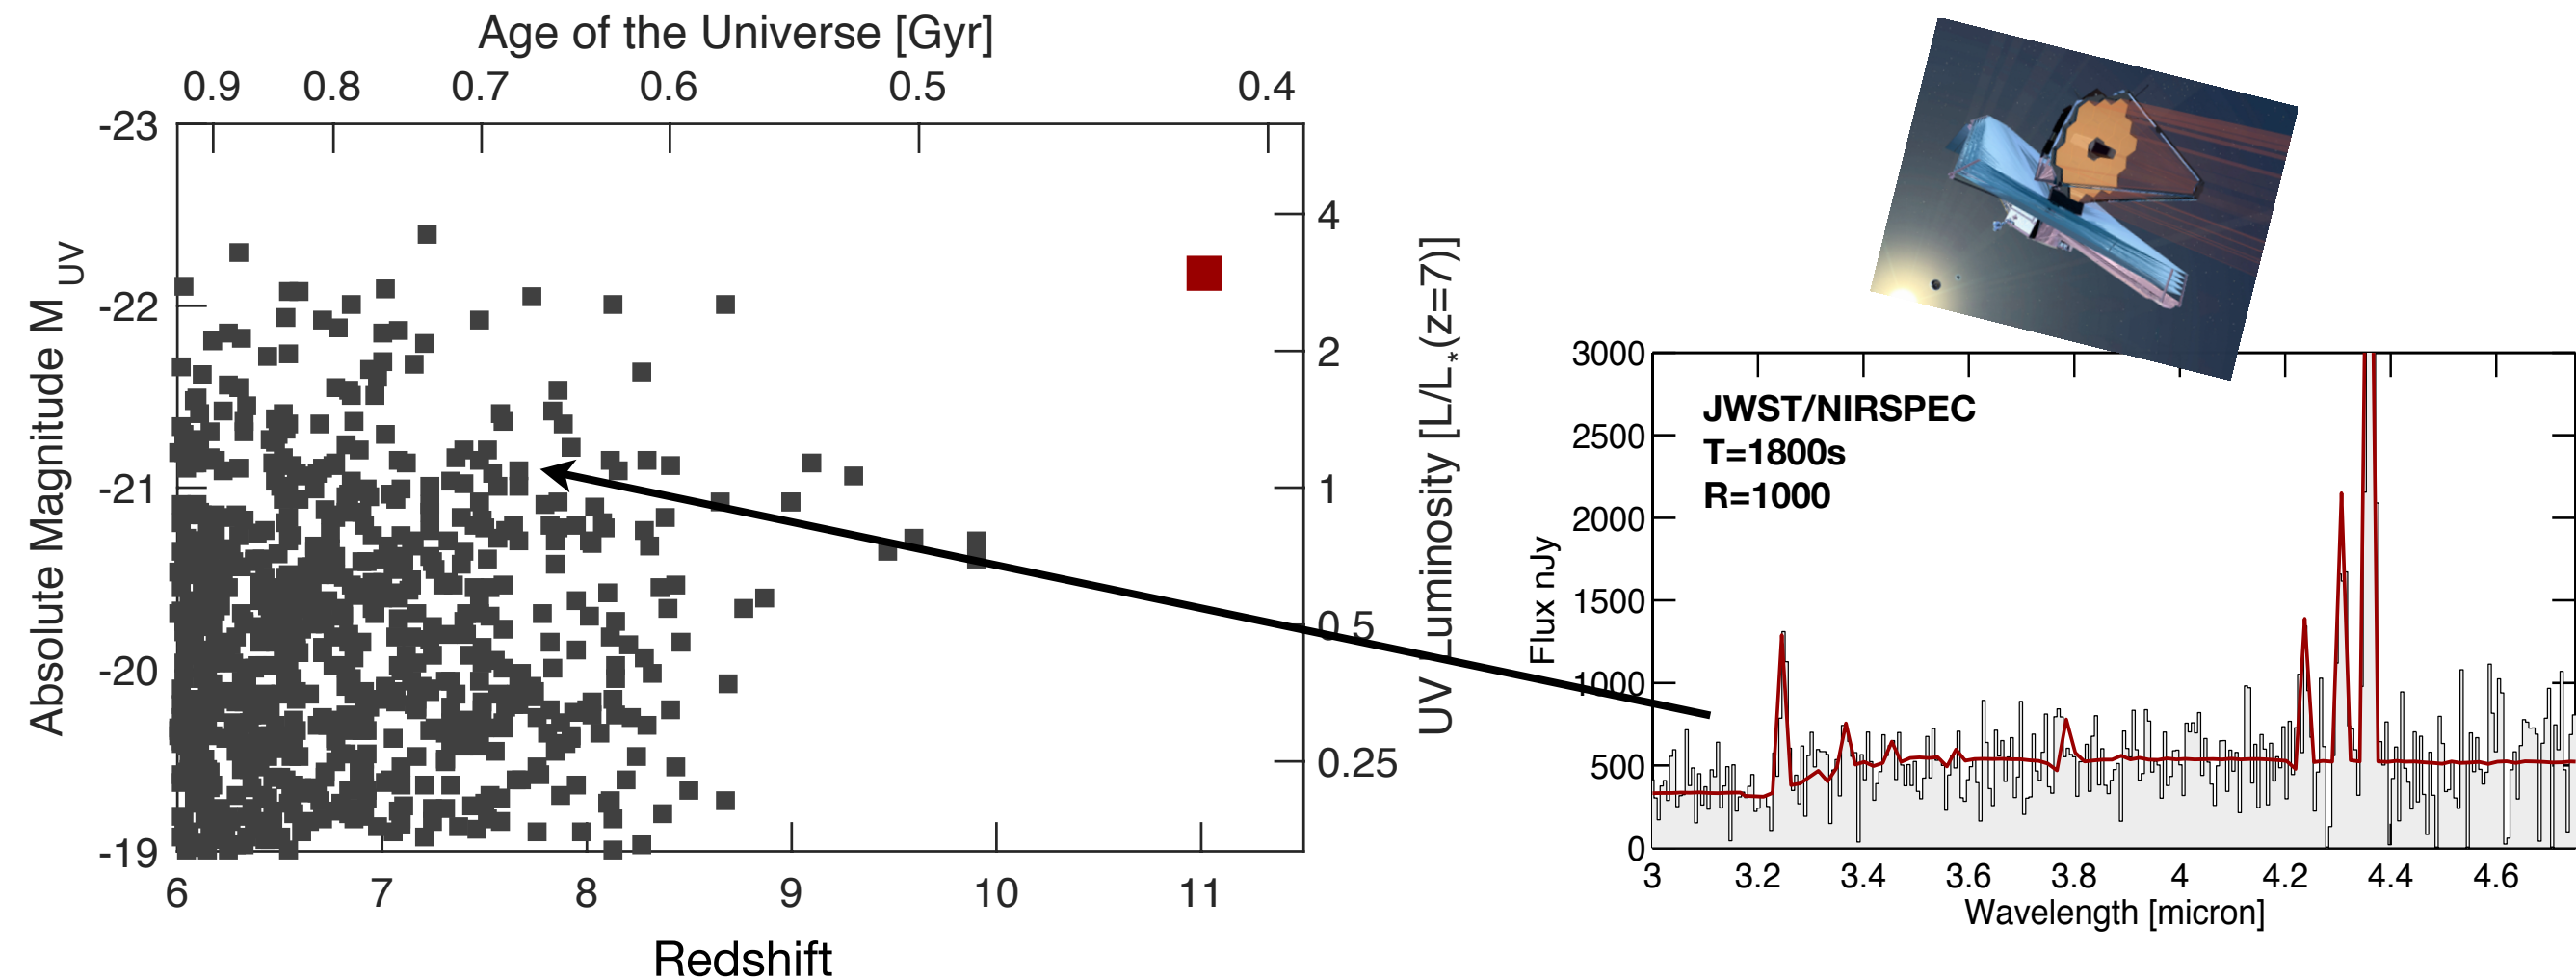 Age of the Universe [Gyr]
0.9 0.8 0.7 0.6 0.5 0.4
-23
-22
-21
-20
-19
Absolute Magnitude M UV
4
2
1
0.5
0.25
UV Luminosity [L/L*(z=7)]
6 7 8 9 10 11
Redshift
JWST/NIRSPEC
T=1800s
R=1000
3000
2500
2000
1500
1000
500
0
Flux nJy
3 3.2 3.4 3.6 3.8 4 4.2 4.4 4.6
Wavelength [micron]